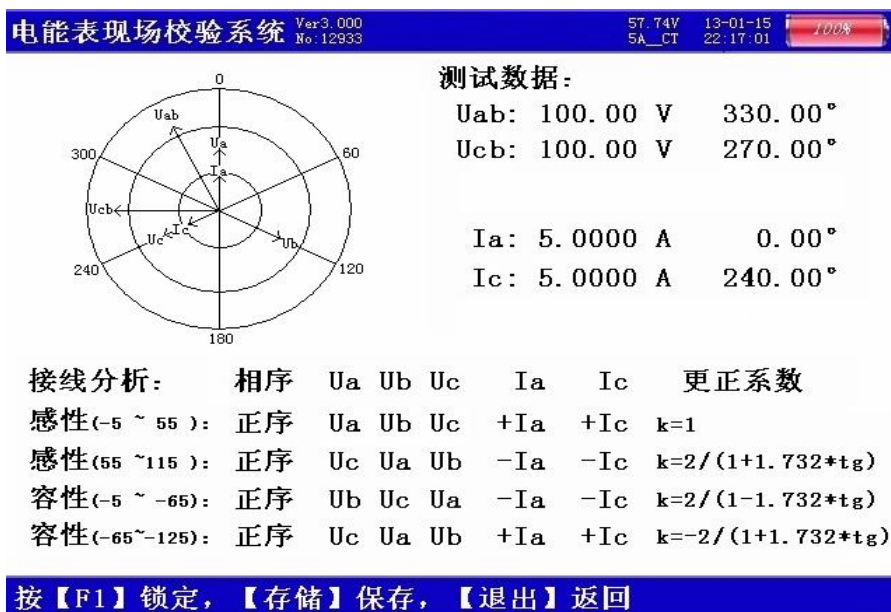 电能表现场校验系统 Ver3.000 No:12933 57.74V 5A__CT 13-01-15 22:17:01 100%
测试数据：
Uab: 100.00 V 330.00°
Ucb: 100.00 V 270.00°
Ia: 5.0000 A 0.00°
Ic: 5.0000 A 240.00°
0
Uab
Ua
300
60
Ia
Ucb
Uc
Ic
Ub
240
120
180
接线分析： 相序 Ua Ub Uc Ia Ic 更正系数
感性(-5 ~ 55 ): 正序 Ua Ub Uc +Ia +Ic k=1
感性(55 ~115 ): 正序 Uc Ua Ub -Ia -Ic k=2/(1+1.732*tg)
容性(-5 ~ -65): 正序 Ub Uc Ua -Ia -Ic k=2/(1-1.732*tg)
容性(-65~-125): 正序 Uc Ua Ub +Ia +Ic k=-2/(1+1.732*tg)
按【F1】锁定，【存储】保存，【退出】返回